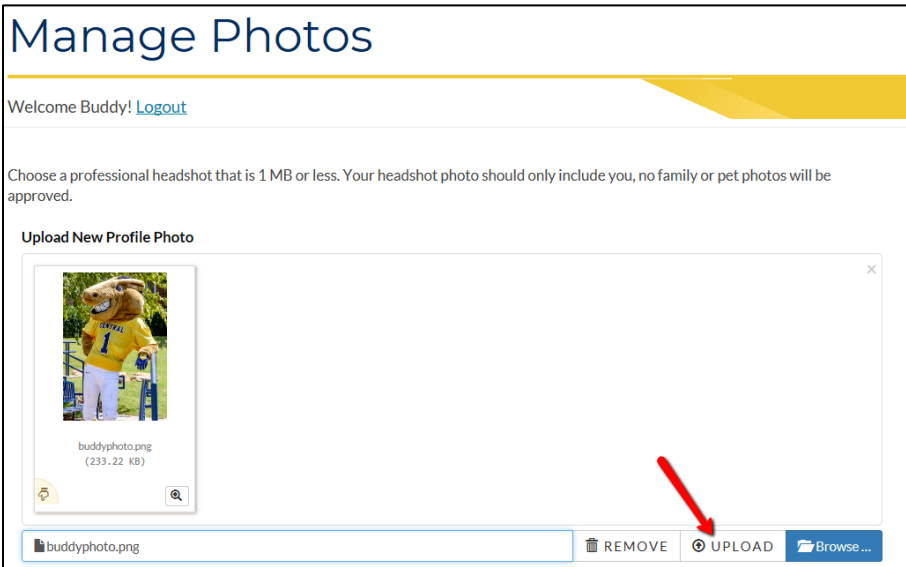 Manage Photos
Welcome Buddy! Logout
Choose a professional headshot that is 1 MB or less. Your headshot photo should only include you, no family or pet photos will be
approved.
Upload New Profile Photo
CENTRAL
1
buddyphoto.png
(233.22 KB)
buddyphoto.png
REMOVE
UPLOAD
Browse ...